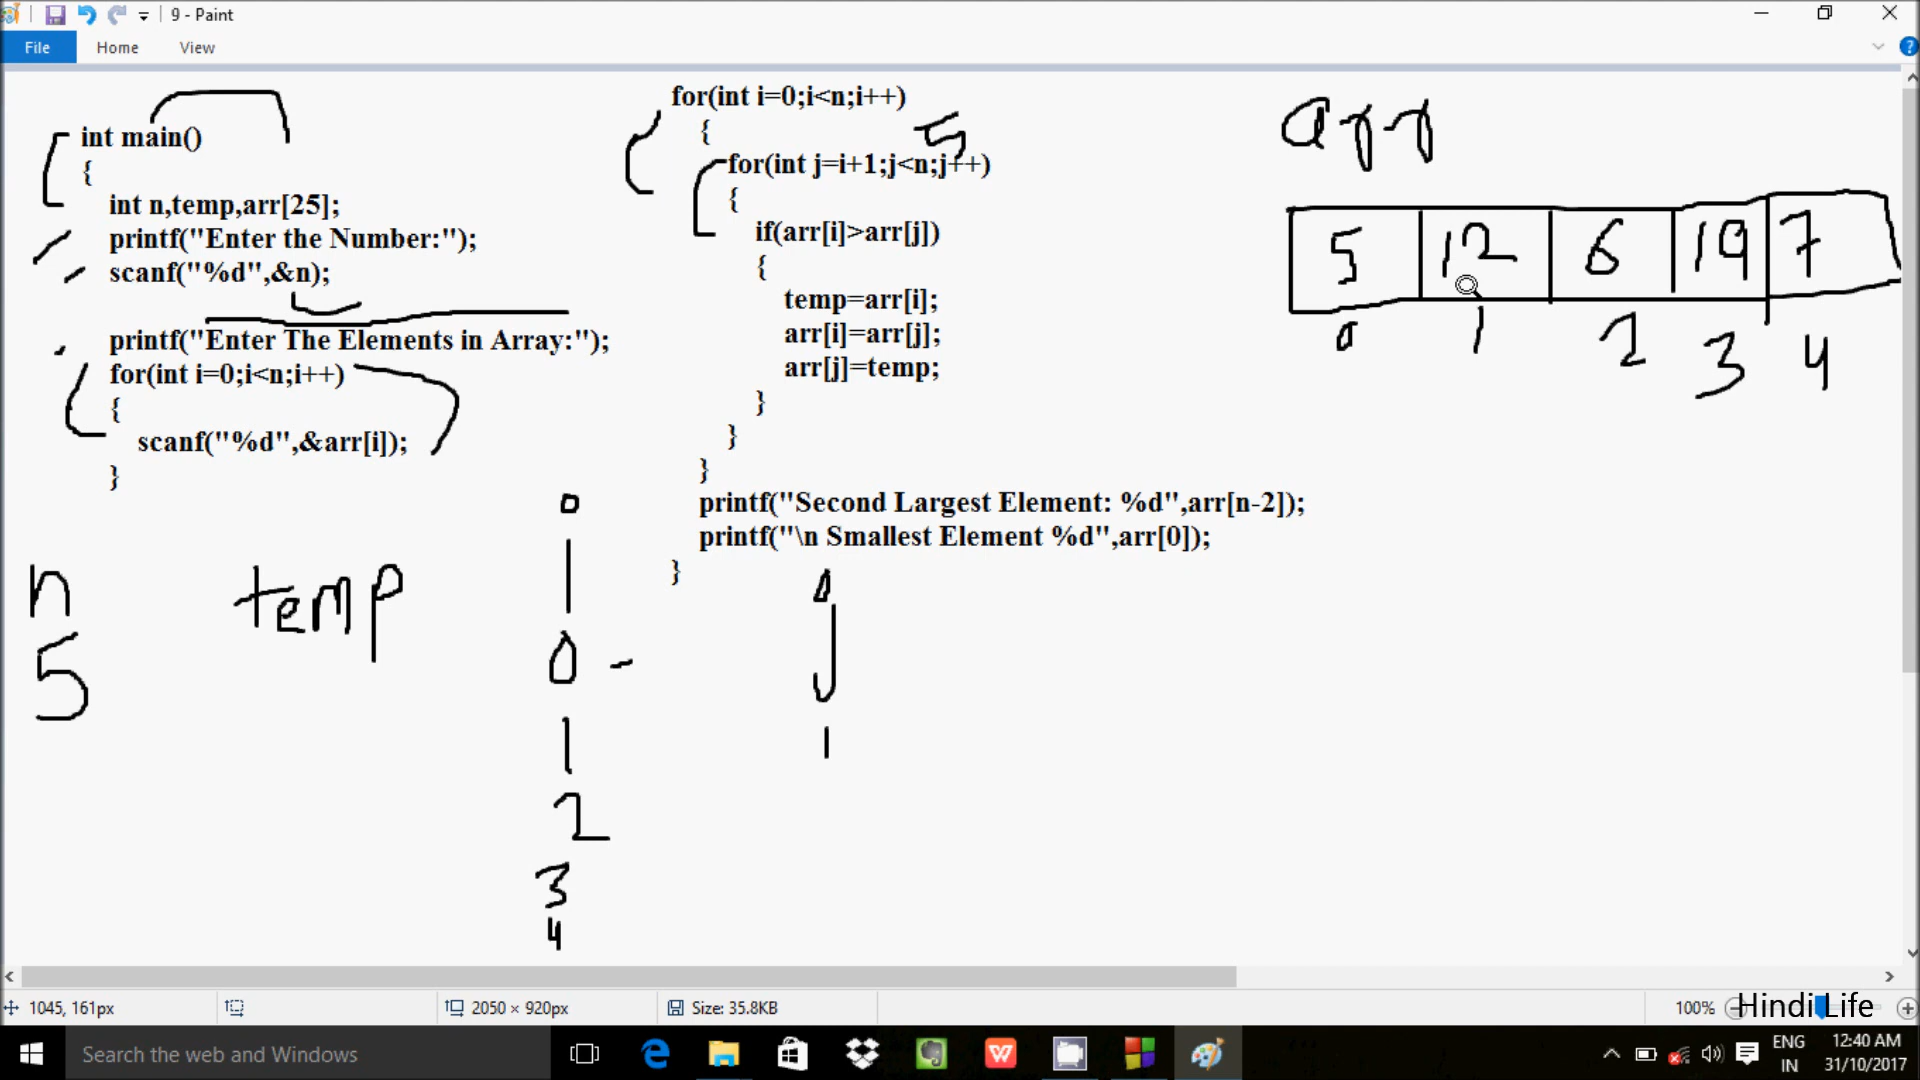 9 - Paint
File Home View
int main()
{
int n,temp,arr[25];
printf("Enter the Number:");
scanf("%d",&n);
printf("Enter The Elements in Array:");
for(int i=0;i<n;i++)
{
scanf("%d",&arr[i]);
}
for(int i=0;i<n;i++)
{
5
for(int j=i+1;j<n;j++)
{
if(arr[i]>arr[j])
{
temp=arr[i];
arr[i]=arr[j];
arr[j]=temp;
}
}
}
printf("Second Largest Element: %d",arr[n-2]);
printf("\n Smallest Element %d",arr[0]);
}
arr
5 12 6 19 7
0 1 2 3 4
n
5
temp
i
0 -
1
2
3
4
j
1
1045, 161px
2050 × 920px
Size: 35.8KB
100%
Hindi Life
Search the web and Windows
ENG
IN
12:40 AM
31/10/2017